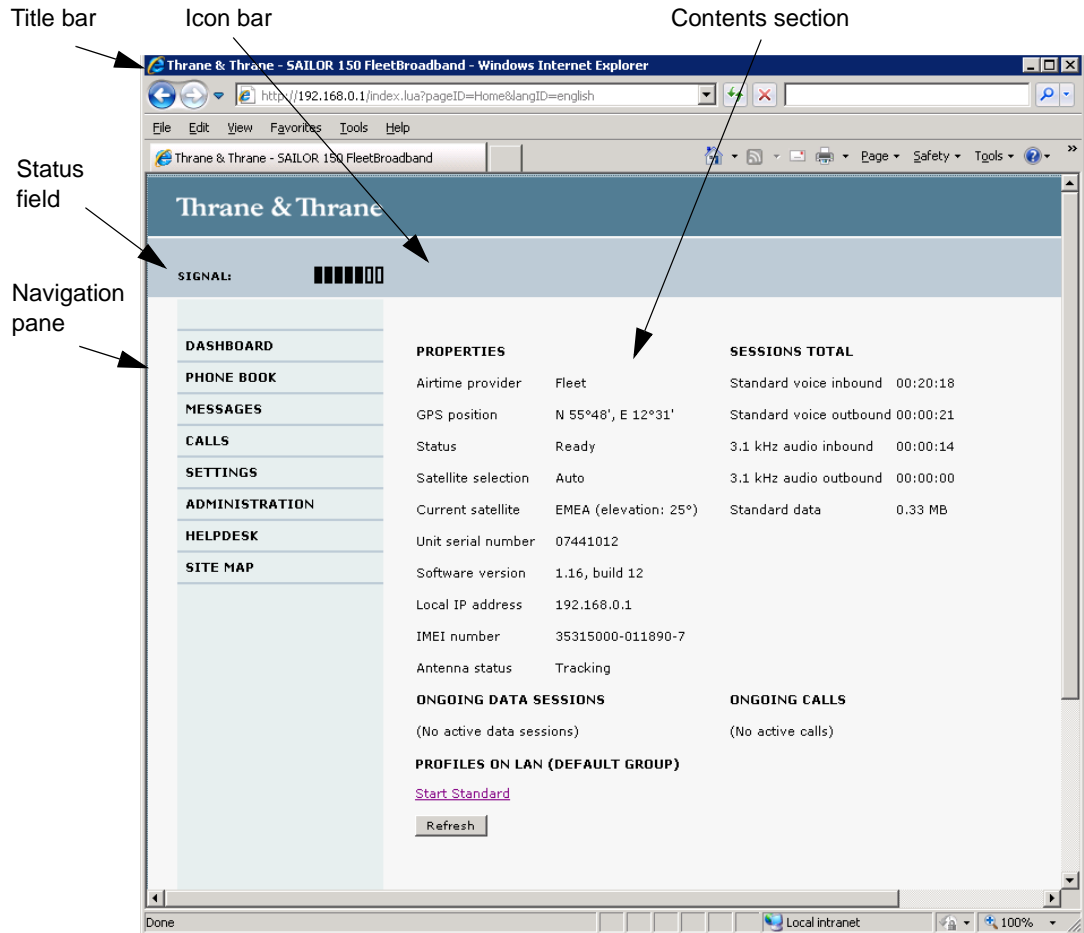 Title bar
Icon bar
Contents section
Thrane & Thrane - SAILOR 150 FleetBroadband - Windows Internet Explorer
http://192.168.0.1/index.lua?pageID=Home&langID=english
File Edit View Favorites Tools Help
Thrane & Thrane - SAILOR 150 FleetBroadband
Page Safety Tools
Status field
Thrane & Thrane
SIGNAL:
Navigation pane
DASHBOARD
PHONE BOOK
MESSAGES
CALLS
SETTINGS
ADMINISTRATION
HELPDESK
SITE MAP
PROPERTIES
Airtime provider Fleet
GPS position N 55°48', E 12°31'
Status Ready
Satellite selection Auto
Current satellite EMEA (elevation: 25°)
Unit serial number 07441012
Software version 1.16, build 12
Local IP address 192.168.0.1
IMEI number 35315000-011890-7
Antenna status Tracking
SESSIONS TOTAL
Standard voice inbound 00:20:18
Standard voice outbound 00:00:21
3.1 kHz audio inbound 00:00:14
3.1 kHz audio outbound 00:00:00
Standard data 0.33 MB
ONGOING DATA SESSIONS
(No active data sessions)
ONGOING CALLS
(No active calls)
PROFILES ON LAN (DEFAULT GROUP)
Start Standard
Refresh
Done
Local intranet
100%